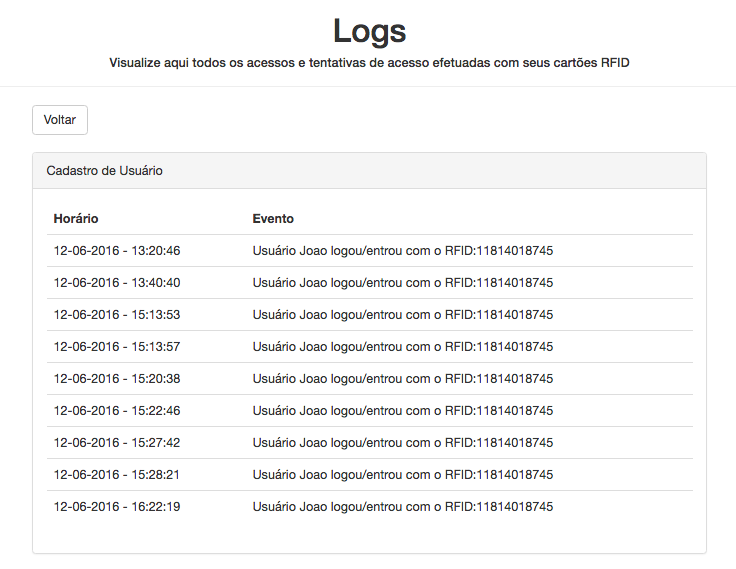 Logs
Visualize aqui todos os acessos e tentativas de acesso efetuadas com seus cartões RFID
Voltar
Cadastro de Usuário
Horário Evento
12-06-2016 - 13:20:46 Usuário Joao logou/entrou com o RFID:11814018745
12-06-2016 - 13:40:40 Usuário Joao logou/entrou com o RFID:11814018745
12-06-2016 - 15:13:53 Usuário Joao logou/entrou com o RFID:11814018745
12-06-2016 - 15:13:57 Usuário Joao logou/entrou com o RFID:11814018745
12-06-2016 - 15:20:38 Usuário Joao logou/entrou com o RFID:11814018745
12-06-2016 - 15:22:46 Usuário Joao logou/entrou com o RFID:11814018745
12-06-2016 - 15:27:42 Usuário Joao logou/entrou com o RFID:11814018745
12-06-2016 - 15:28:21 Usuário Joao logou/entrou com o RFID:11814018745
12-06-2016 - 16:22:19 Usuário Joao logou/entrou com o RFID:11814018745